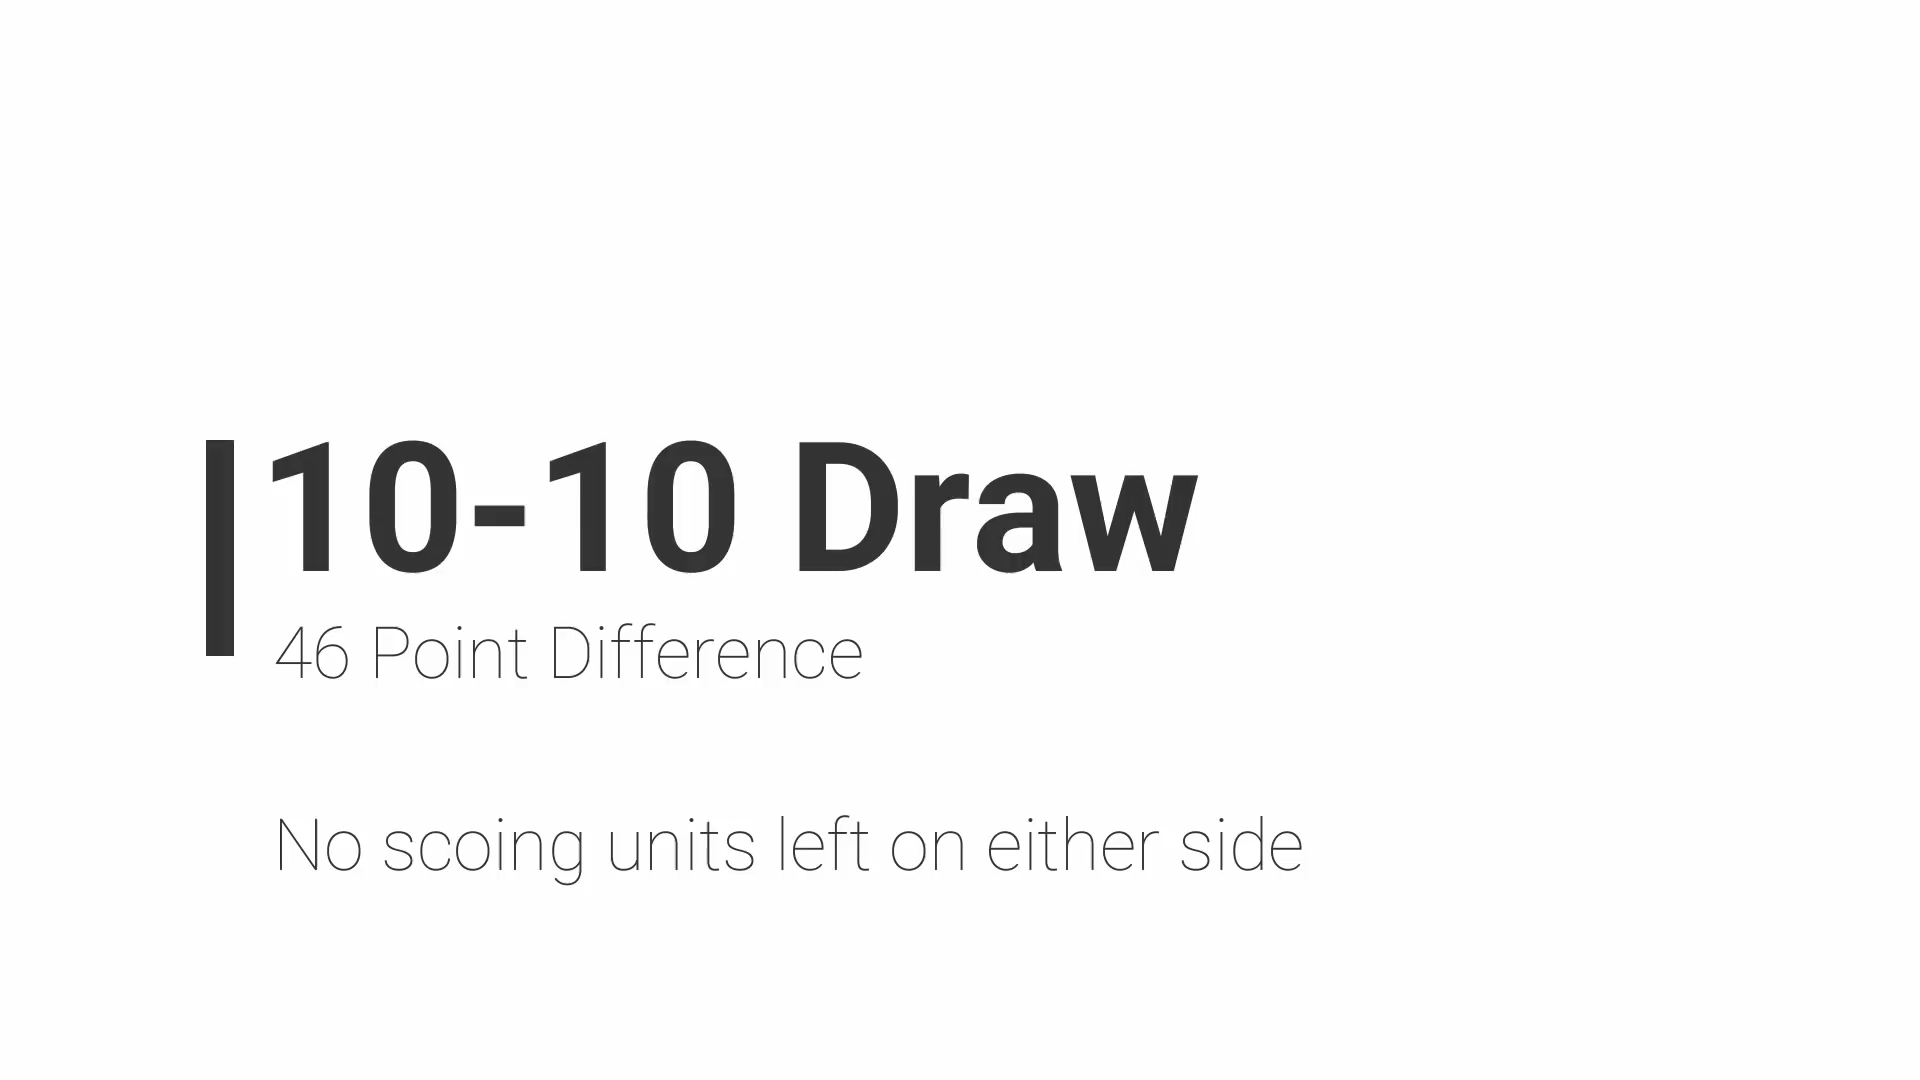 10-10 Draw
46 Point Difference
No scoing units left on either side